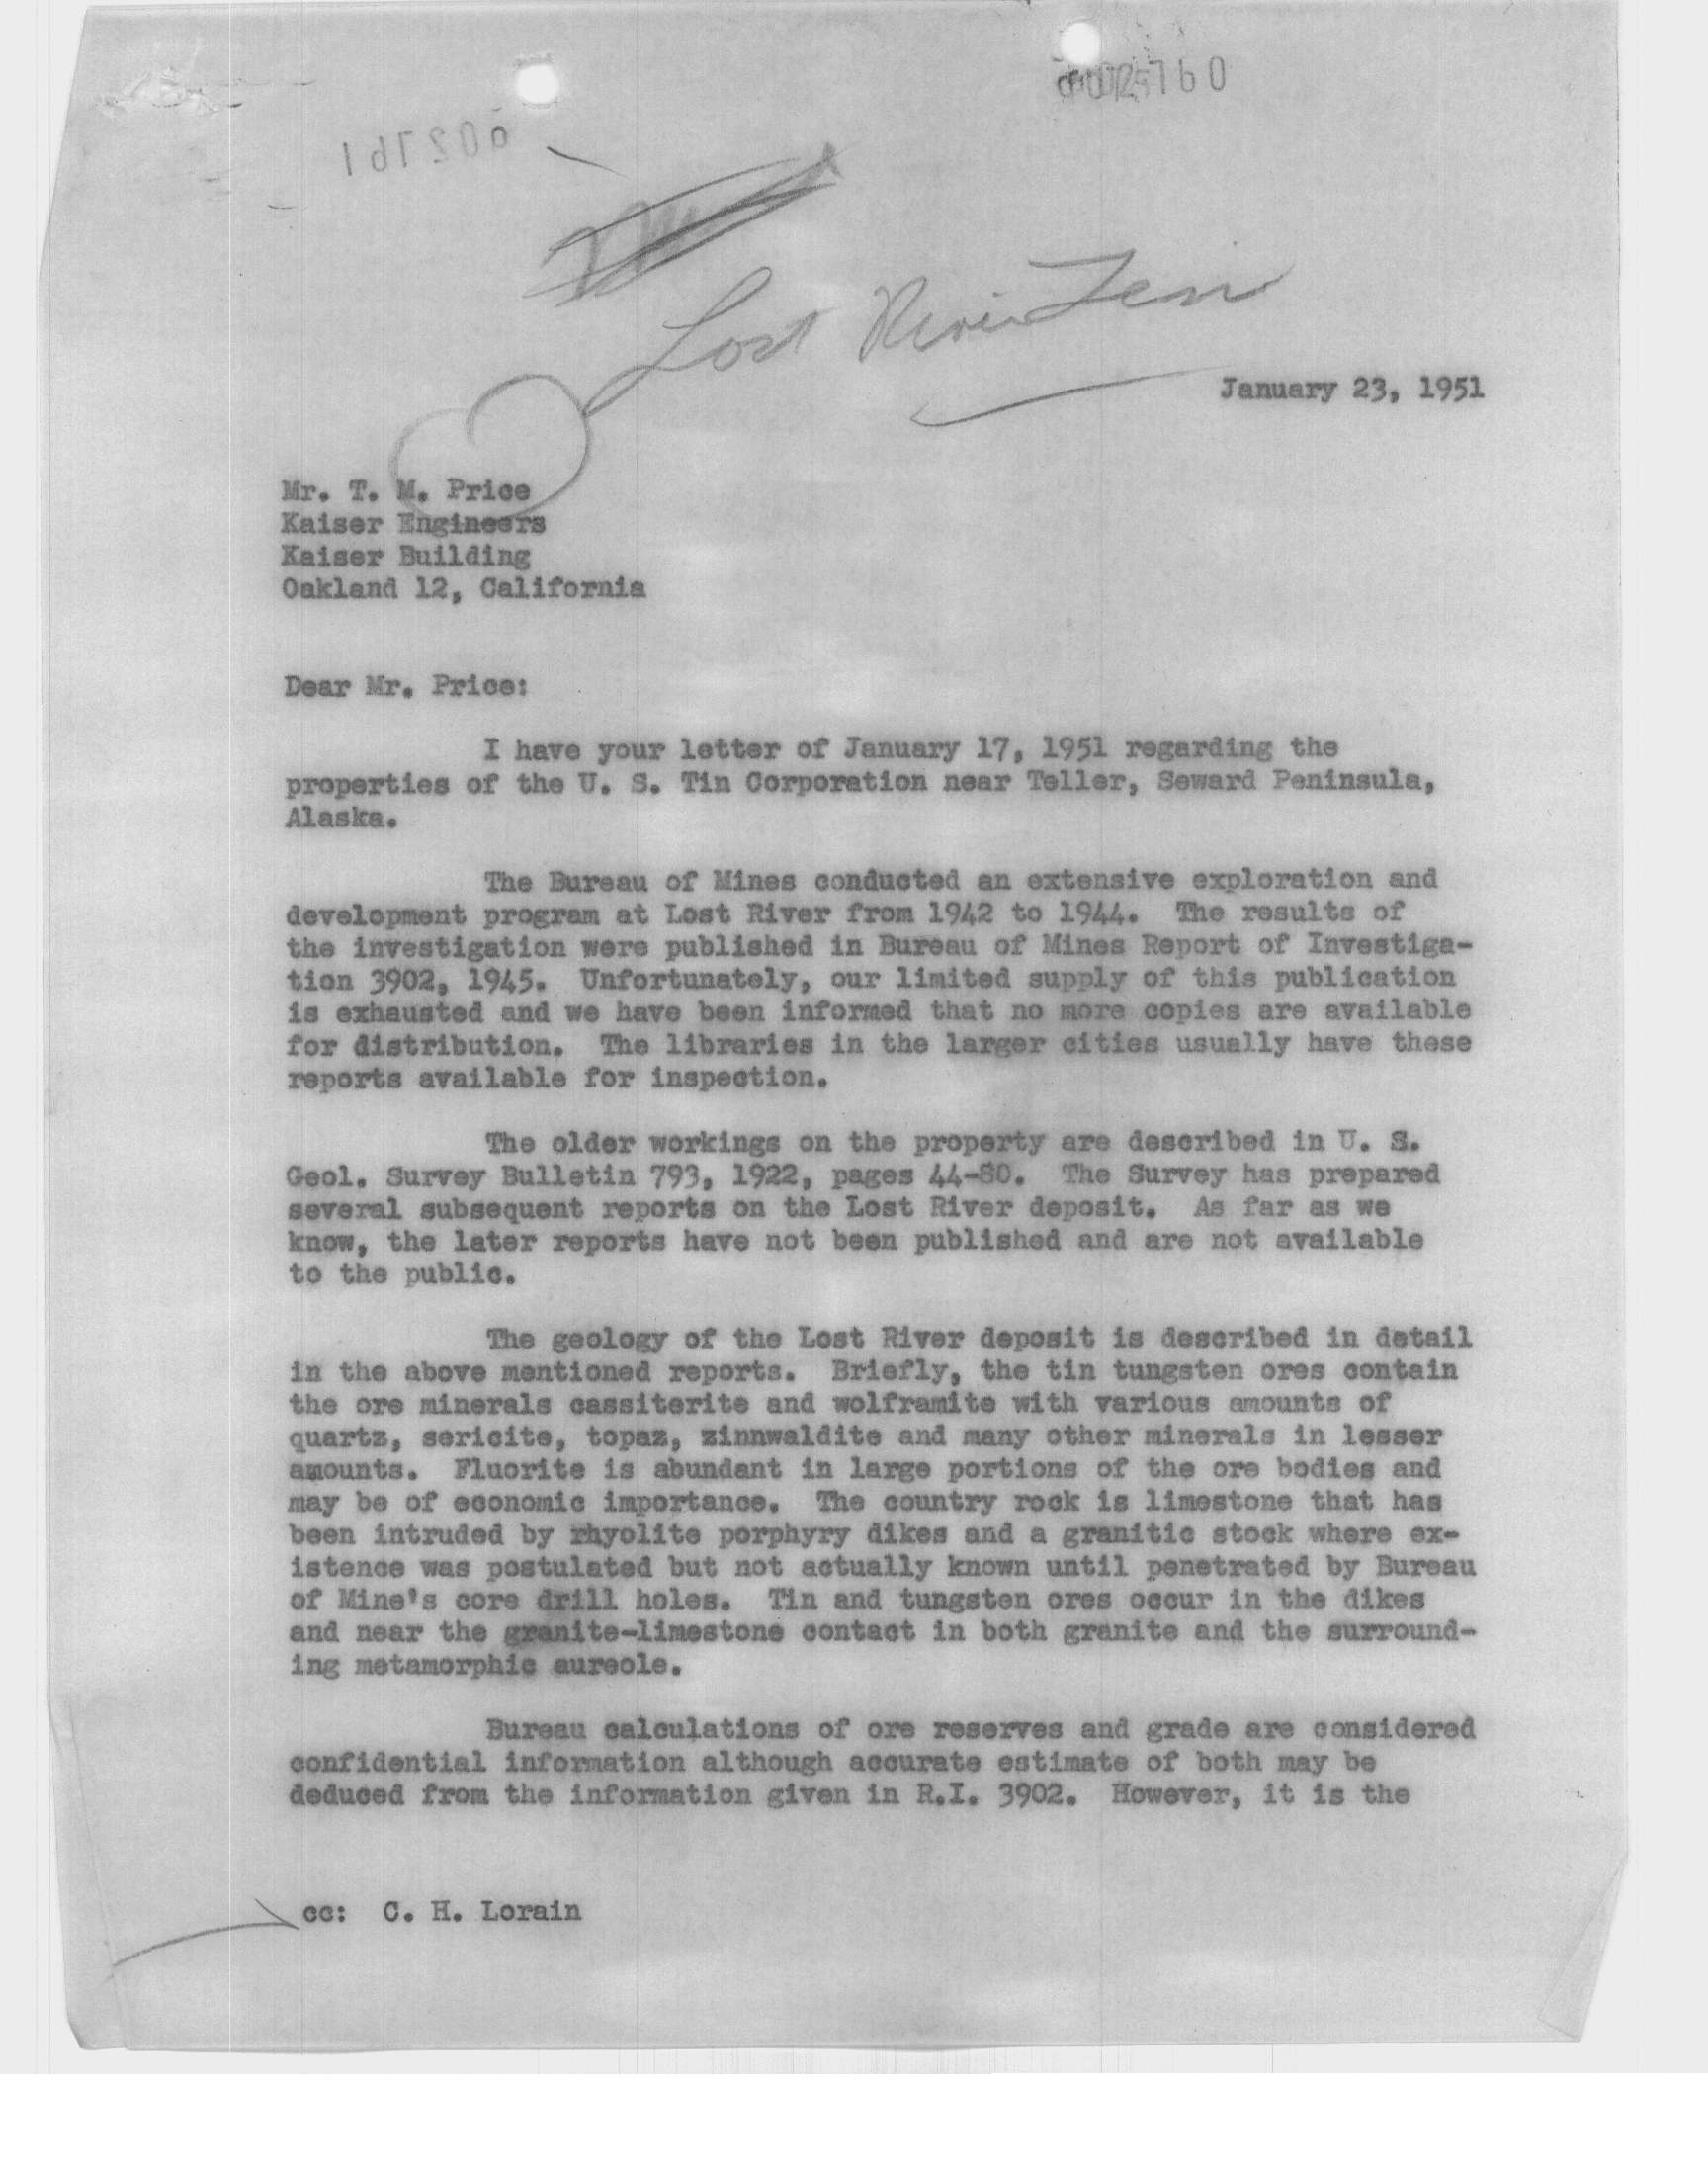 Lost River Tin
January 23, 1951
Mr. T. M. Price
Kaiser Engineers
Kaiser Building
Oakland 12, California
Dear Mr. Price:
I have your letter of January 17, 1951 regarding the
properties of the U. S. Tin Corporation near Teller, Seward Peninsula,
Alaska.
The Bureau of Mines conducted an extensive exploration and
development program at Lost River from 1942 to 1944. The results of
the investigation were published in Bureau of Mines Report of Investiga-
tion 3902, 1945. Unfortunately, our limited supply of this publication
is exhausted and we have been informed that no more copies are available
for distribution. The libraries in the larger cities usually have these
reports available for inspection.
The older workings on the property are described in U. S.
Geol. Survey Bulletin 793, 1922, pages 44-80. The Survey has prepared
several subsequent reports on the Lost River deposit. As far as we
know, the later reports have not been published and are not available
to the public.
The geology of the Lost River deposit is described in detail
in the above mentioned reports. Briefly, the tin tungsten ores contain
the ore minerals cassiterite and wolframite with various amounts of
quartz, sericite, topaz, zinnwaldite and many other minerals in lesser
amounts. Fluorite is abundant in large portions of the ore bodies and
may be of economic importance. The country rock is limestone that has
been intruded by rhyolite porphyry dikes and a granitic stock where ex-
istence was postulated but not actually known until penetrated by Bureau
of Mine's core drill holes. Tin and tungsten ores occur in the dikes
and near the granite-limestone contact in both granite and the surround-
ing metamorphic aureole.
Bureau calculations of ore reserves and grade are considered
confidential information although accurate estimate of both may be
deduced from the information given in R.I. 3902. However, it is the
cc: C. H. Lorain